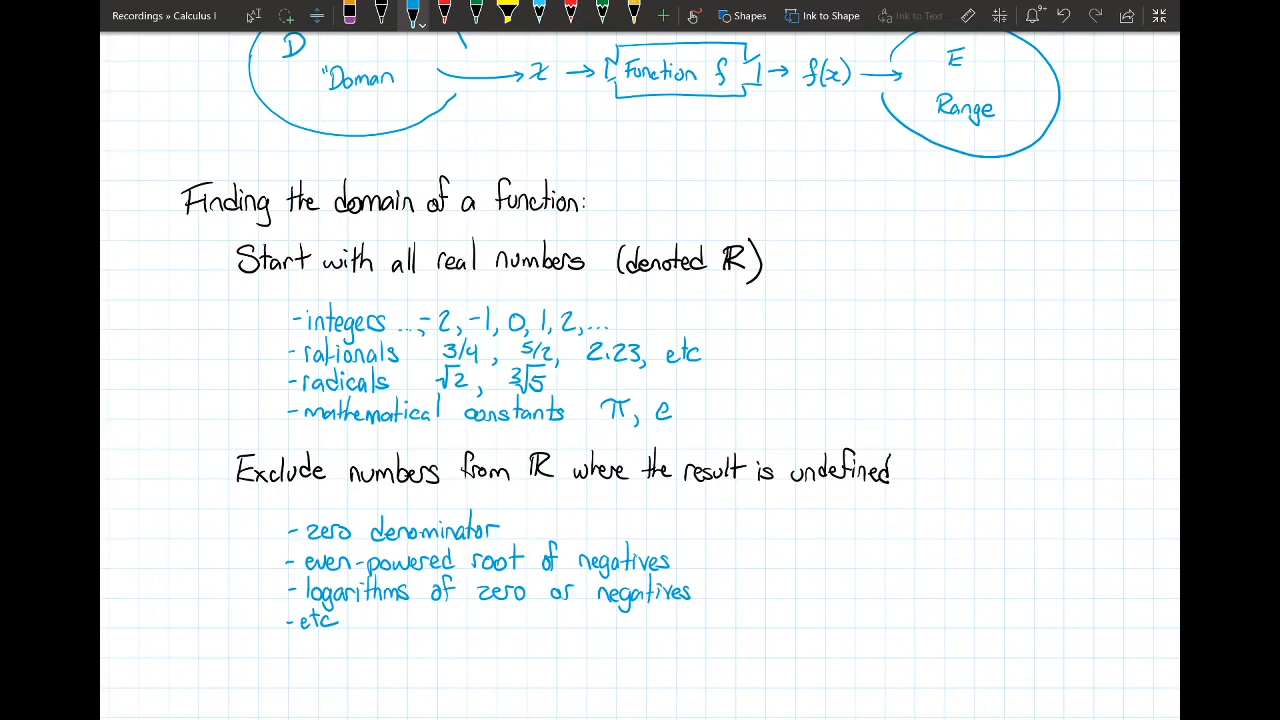 Recordings » Calculus I
9+
Shapes
Ink to Shape
Ink to Text
D
"Doman
x
Function f
f(x)
E
Range
Finding the domain of a function:
Start with all real numbers (denoted ℝ)
- integers ..., -2, -1, 0, 1, 2, ...
- rationals 3/4, 5/2, 2.23, etc
- radicals √2, ∛5
- mathematical constants π, e
Exclude numbers from ℝ where the result is undefined
- zero denominator
- even-powered root of negatives
- logarithms of zero or negatives
- etc